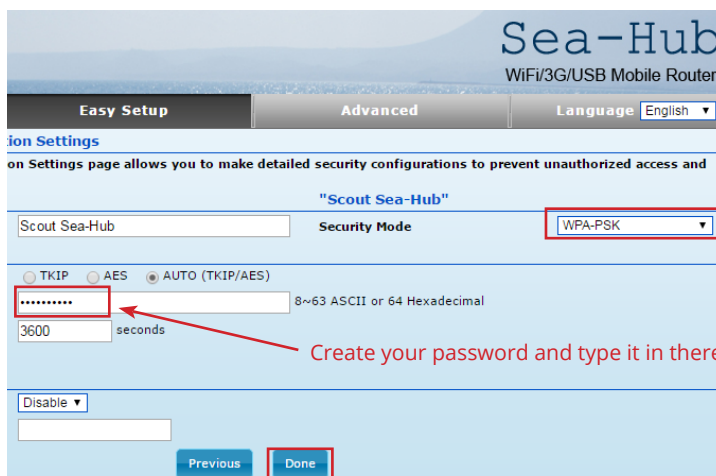 Sea-Hub
WiFi/3G/USB Mobile Router
Easy Setup Advanced Language English
ion Settings
on Settings page allows you to make detailed security configurations to prevent unauthorized access and
"Scout Sea-Hub"
Scout Sea-Hub Security Mode WPA-PSK
TKIP AES AUTO (TKIP/AES)
•••••••••• 8~63 ASCII or 64 Hexadecimal
3600 seconds
Create your password and type it in there
Disable
Previous Done